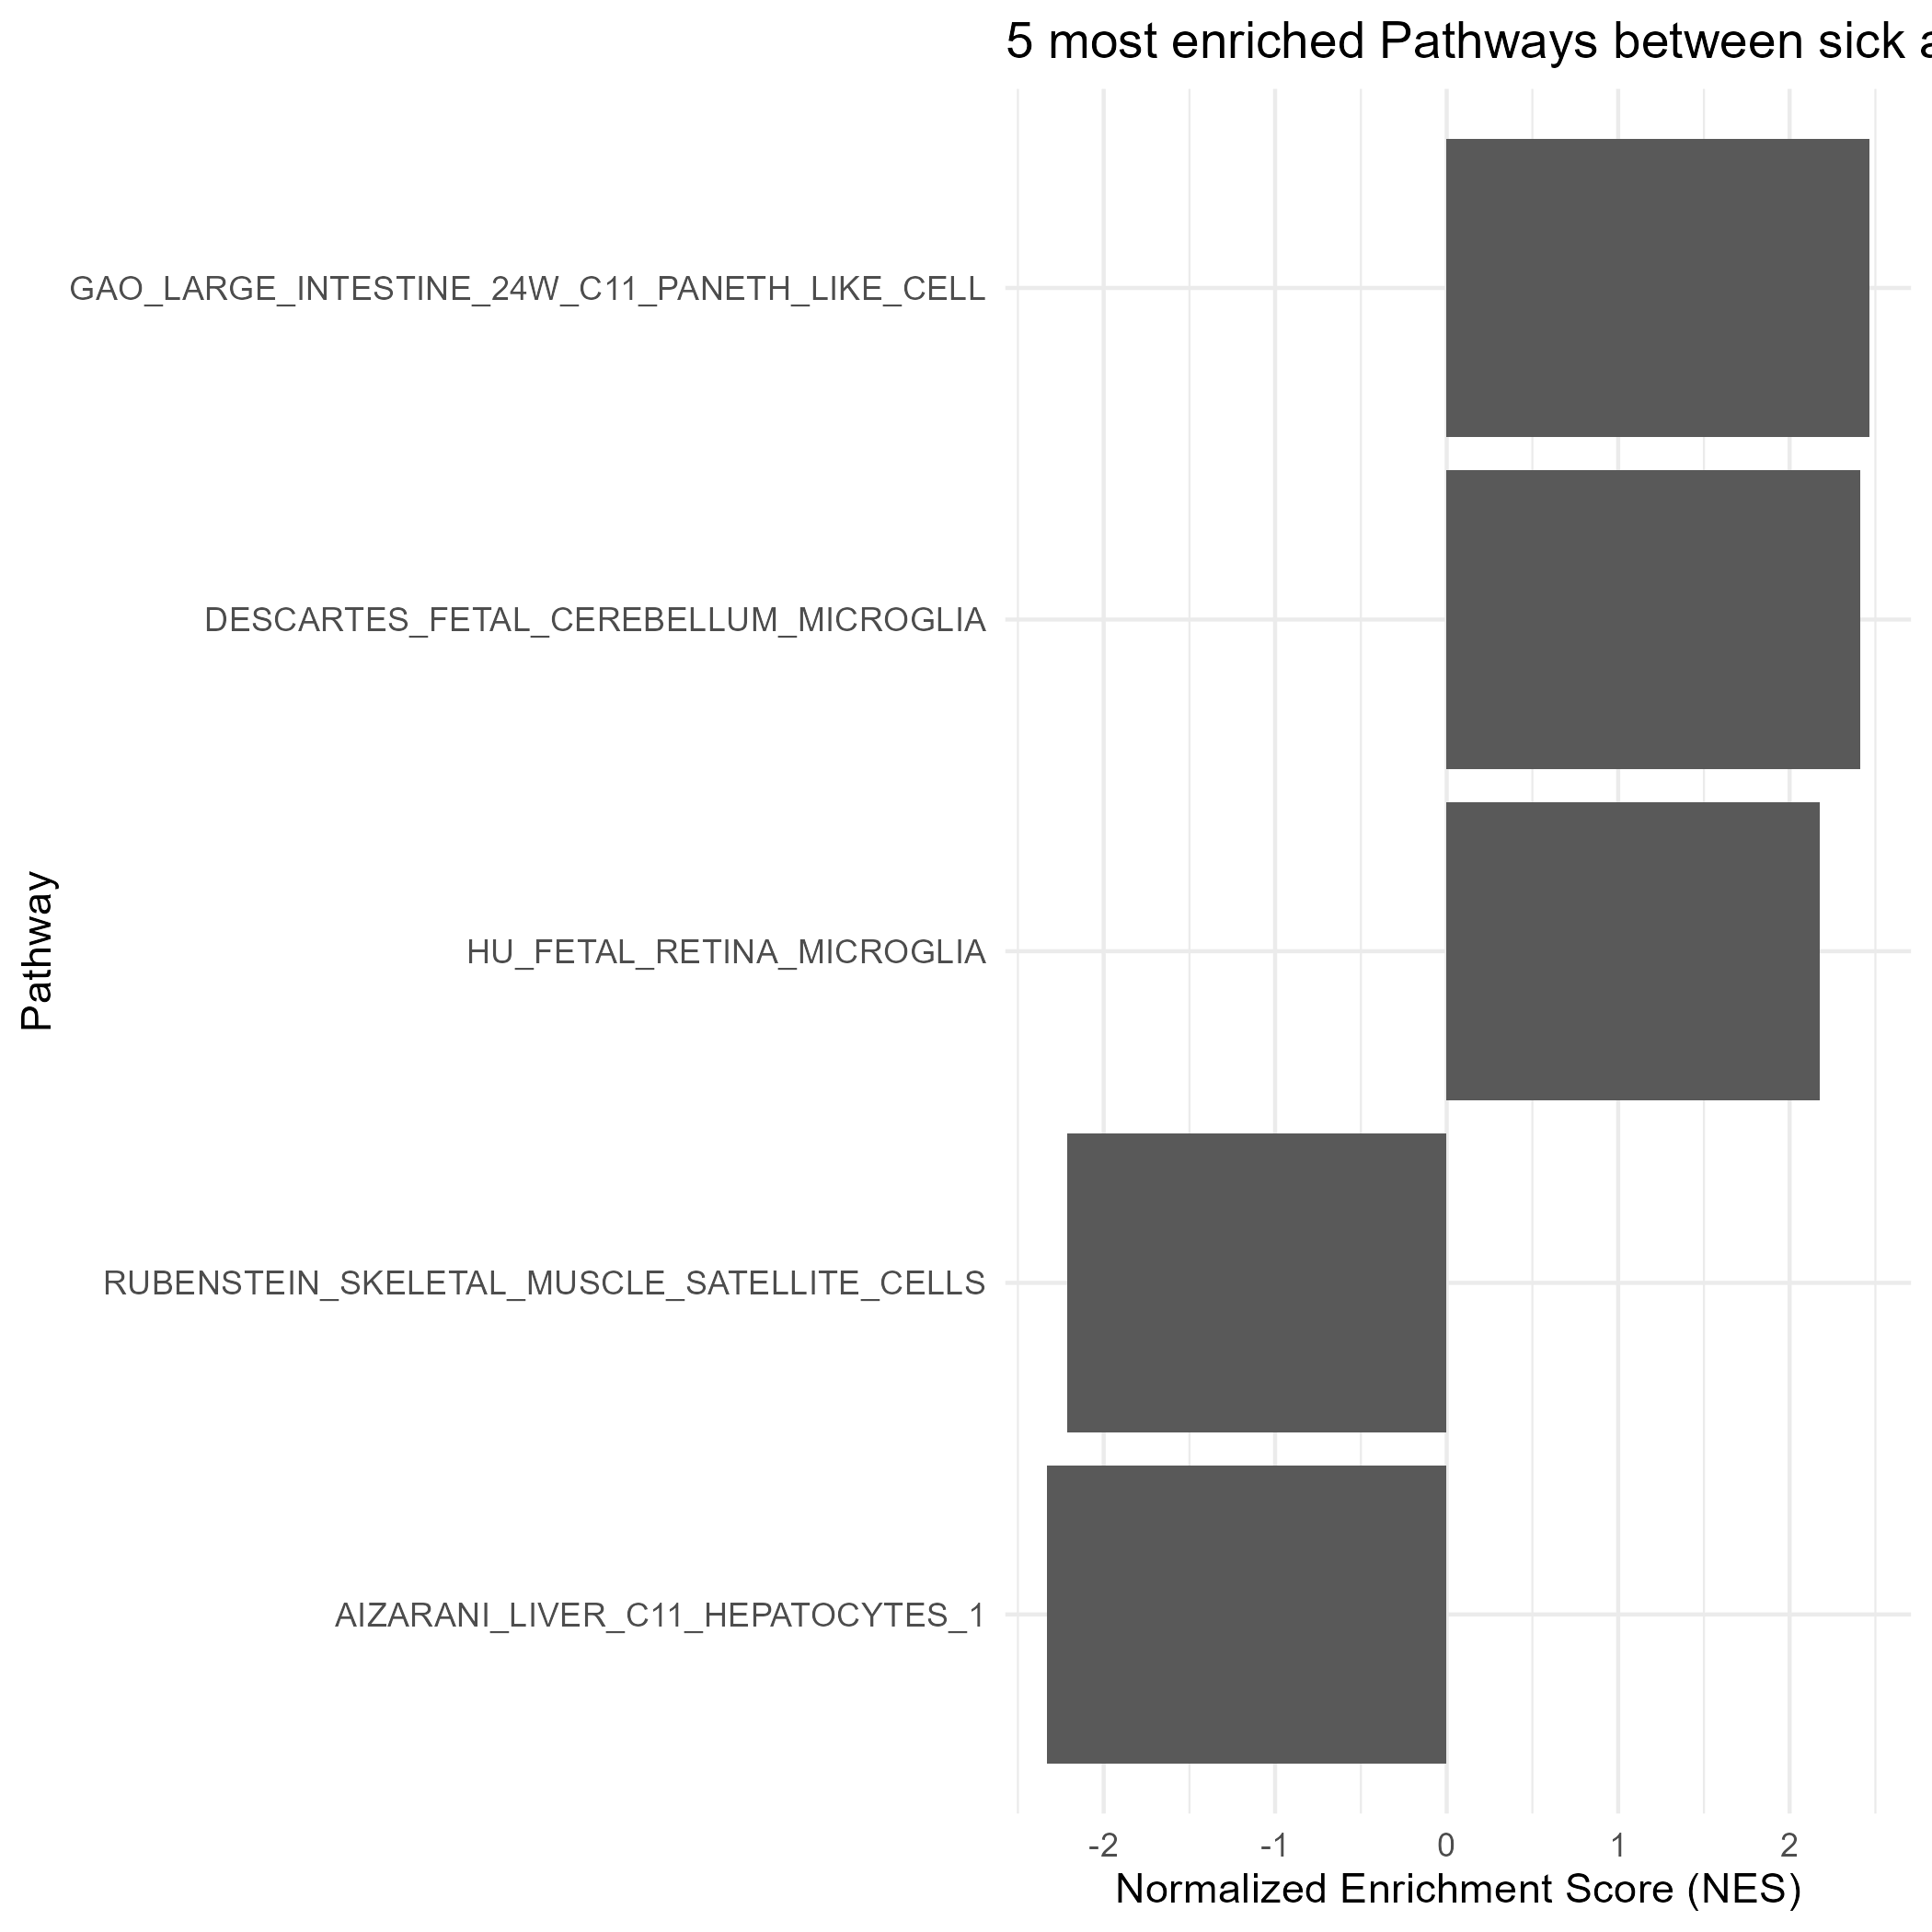 5 most enriched Pathways between sick a
GAO_LARGE_INTESTINE_24W_C11_PANETH_LIKE_CELL
DESCARTES_FETAL_CEREBELLUM_MICROGLIA
HU_FETAL_RETINA_MICROGLIA
RUBENSTEIN_SKELETAL_MUSCLE_SATELLITE_CELLS
AIZARANI_LIVER_C11_HEPATOCYTES_1
Pathway
-2 -1 0 1 2
Normalized Enrichment Score (NES)